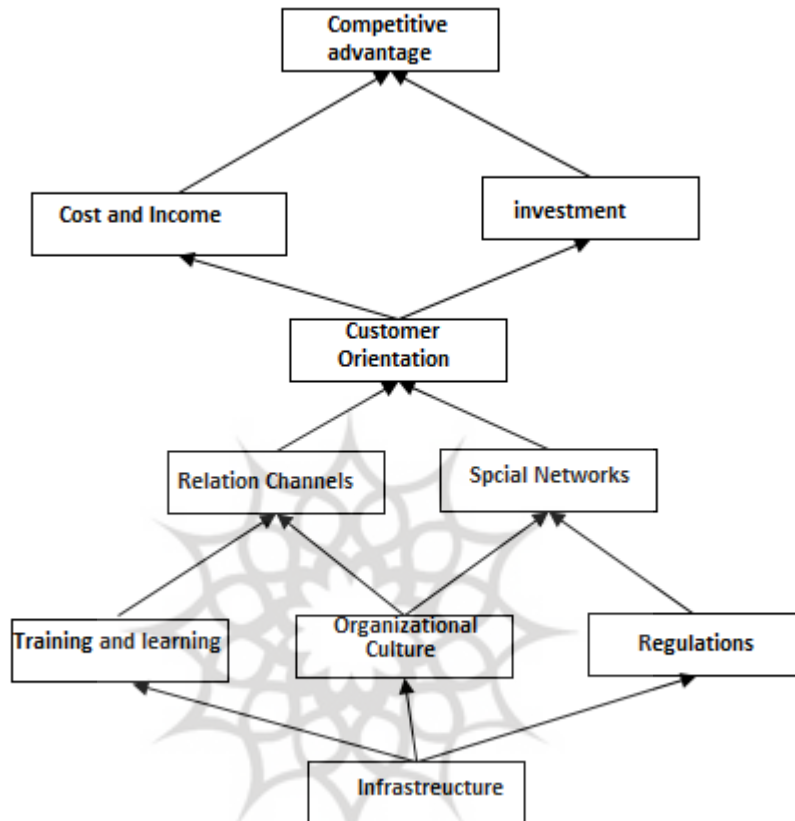 Competitive
advantage
Cost and Income
investment
Customer
Orientation
Relation Channels
Spcial Networks
Training and learning
Organizational
Culture
Regulations
Infrastreucture